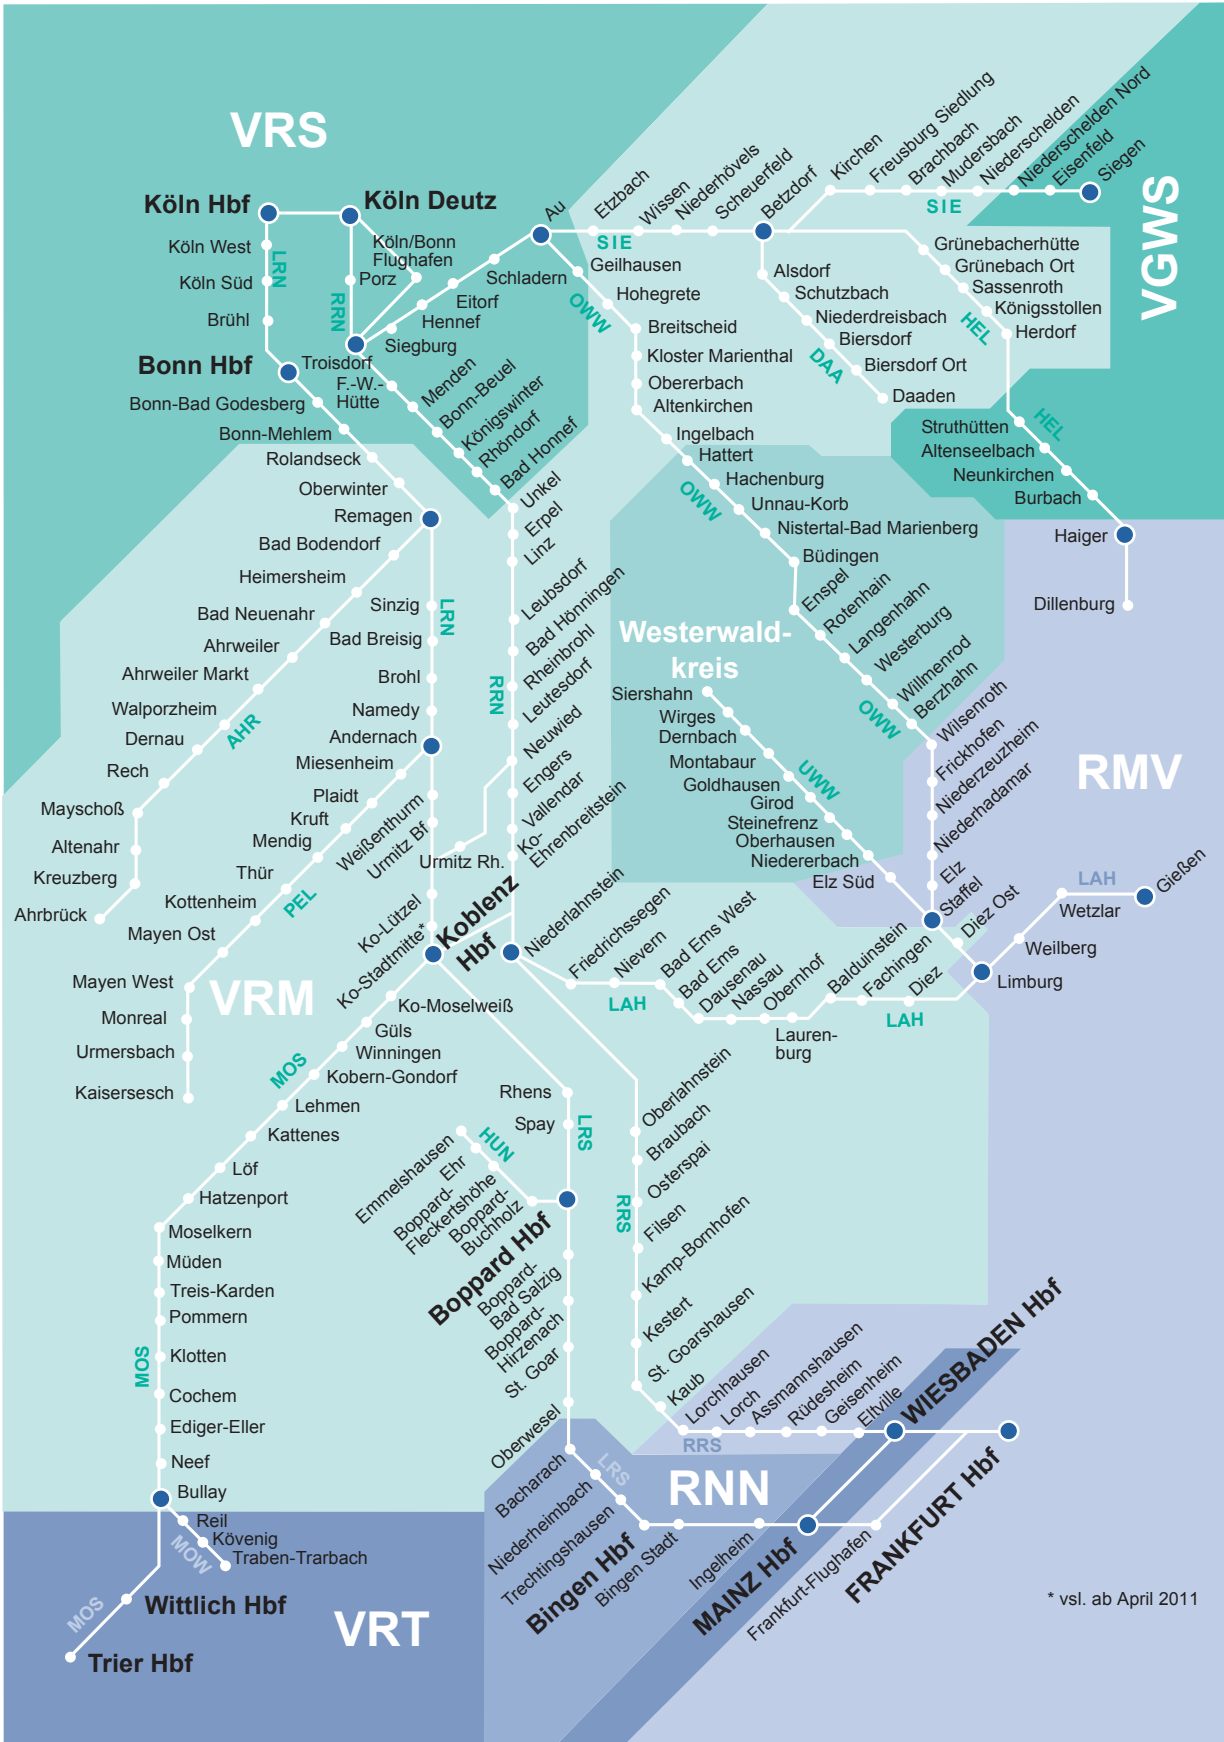 VRS
VGWS
Westerwald-
kreis
RMV
VRM
RNN
VRT
Köln Hbf
Köln Deutz
Köln West
Köln Süd
Brühl
LRN
Bonn Hbf
Köln/Bonn
Flughafen
Porz
RRN
Troisdorf
F.-W.-
Hütte
Siegburg
Hennef
Eitorf
Schladern
Au
Etzbach
Wissen
Niederhövels
Scheuerfeld
Betzdorf
SIE
Kirchen
Freusburg Siedlung
Brachbach
Mudersbach
Niederschelden
Niederschelden Nord
Eisenfeld
Siegen
SIE
Grünebacherhütte
Grünebach Ort
Sassenroth
Königsstollen
Herdorf
HEL
Struthütten
Altenseelbach
Neunkirchen
Burbach
HEL
Haiger
Dillenburg
Alsdorf
Schutzbach
Niederdreisbach
Biersdorf
Biersdorf Ort
Daaden
DAA
Geilhausen
Hohegrete
Breitscheid
Kloster Marienthal
Obererbach
Altenkirchen
Ingelbach
Hattert
Hachenburg
Unnau-Korb
Nistertal-Bad Marienberg
Büdingen
Enspel
Rotenhain
Langenhahn
Westerburg
Willmenrod
Berzhahn
Wilsenroth
Frickhofen
Niederzeuzheim
Niederhadamar
Elz
Staffel
OWW
OWW
OWW
Siershahn
Wirges
Dernbach
Montabaur
Goldhausen
Girod
Steinefrenz
Oberhausen
Niedererbach
Elz Süd
UWW
Bonn-Bad Godesberg
Bonn-Mehlem
Rolandseck
Oberwinter
Remagen
Menden
Bonn-Beuel
Königswinter
Rhöndorf
Bad Honnef
Unkel
Erpel
Linz
Leubsdorf
Bad Hönningen
Rheinbrohl
Leutesdorf
Neuwied
Engers
Vallendar
Ko-
Ehrenbreitstein
Niederlahnstein
RRN
Bad Bodendorf
Heimersheim
Bad Neuenahr
Ahrweiler
Ahrweiler Markt
Walporzheim
Dernau
Rech
Mayschoß
Altenahr
Kreuzberg
Ahrbrück
AHR
Sinzig
Bad Breisig
Brohl
Namedy
Andernach
LRN
Miesenheim
Plaidt
Kruft
Mendig
Thür
Kottenheim
Mayen Ost
Mayen West
Monreal
Urmersbach
Kaisersesch
PEL
Weißenthurm
Urmitz Bf
Urmitz Rh.
Ko-Lützel
Ko-Stadtmitte*
Koblenz
Hbf
Friedrichssegen
Nievern
Bad Ems West
Bad Ems
Dausenau
Nassau
Obernhof
Lauren-
burg
Balduinstein
Fachingen
Diez
Diez Ost
Limburg
Weilberg
Wetzlar
Gießen
LAH
LAH
LAH
Ko-Moselweiß
Güls
Winningen
Kobern-Gondorf
Lehmen
Kattenes
Löf
Hatzenport
Moselkern
Müden
Treis-Karden
Pommern
Klotten
Cochem
Ediger-Eller
Neef
Bullay
MOS
MOS
Reil
Kövenig
Traben-Trarbach
MOW
MOS
Wittlich Hbf
Trier Hbf
Rhens
Spay
LRS
Emmelshausen
Ehr
Boppard-
Fleckertshöhe
Boppard-
Buchholz
HUN
Boppard Hbf
Boppard-
Bad Salzig
Boppard-
Hirzenach
St. Goar
Oberwesel
Bacharach
Niederheimbach
Trechtingshausen
LRS
Bingen Hbf
Bingen Stadt
Ingelheim
MAINZ Hbf
Frankfurt-Flughafen
FRANKFURT Hbf
Oberlahnstein
Braubach
Osterspai
Filsen
Kamp-Bornhofen
Kestert
St. Goarshausen
Kaub
Lorchhausen
Lorch
Assmannshausen
Rüdesheim
Geisenheim
Eltville
WIESBADEN Hbf
RRS
RRS
* vsl. ab April 2011